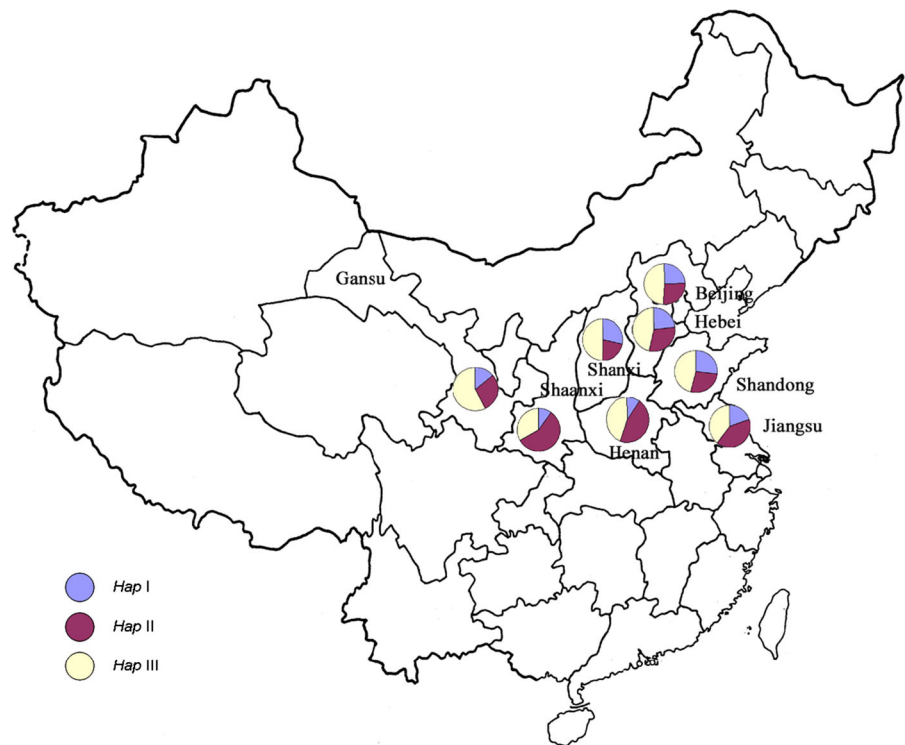 Gansu
Beijing
Hebei
Shanxi
Shaanxi
Shandong
Jiangsu
Henan
Hap I
Hap II
Hap III